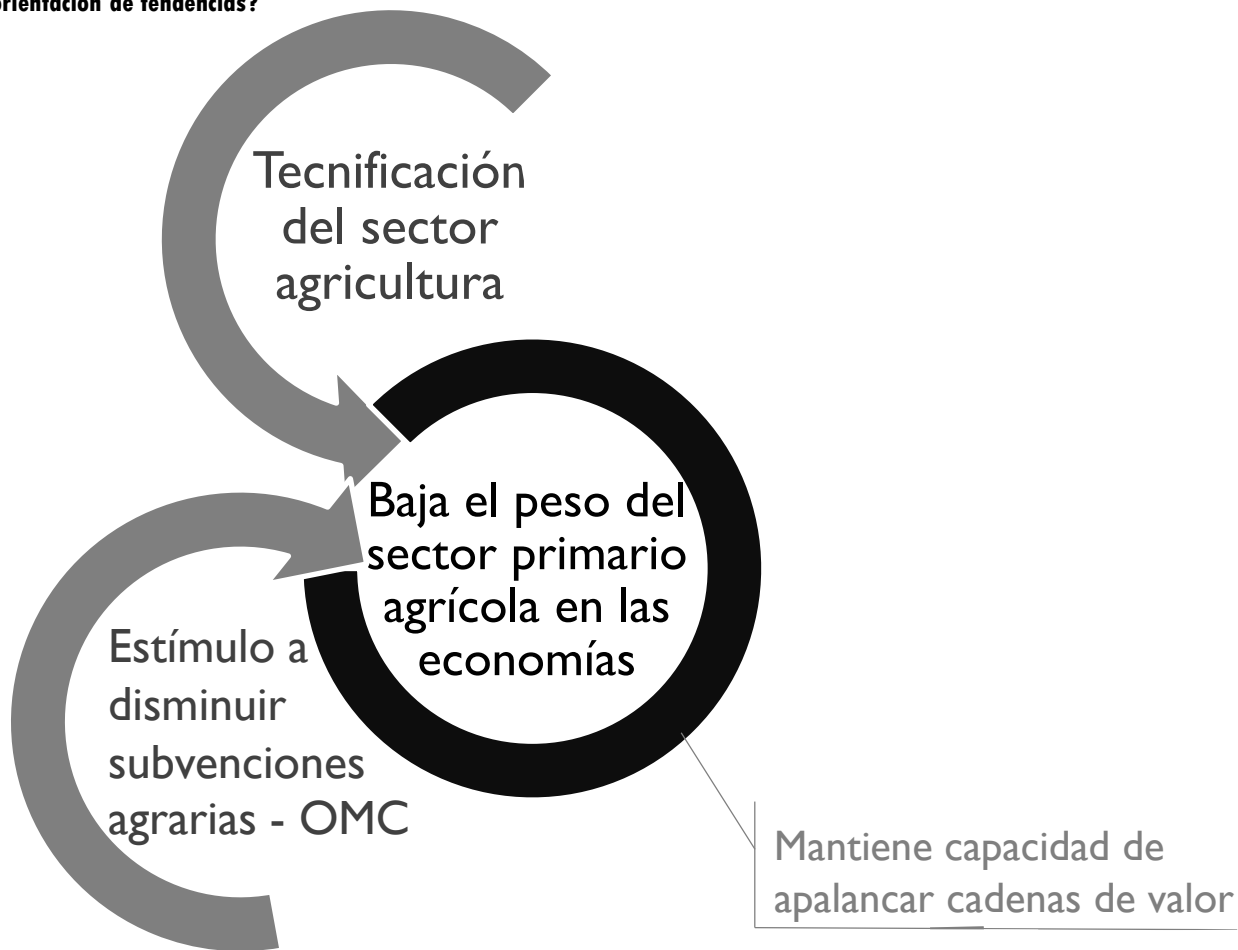 orientación de tendencias?
Tecnificación
del sector
agricultura
Baja el peso del
sector primario
agrícola en las
economías
Estímulo a
disminuir
subvenciones
agrarias - OMC
Mantiene capacidad de
apalancar cadenas de valor